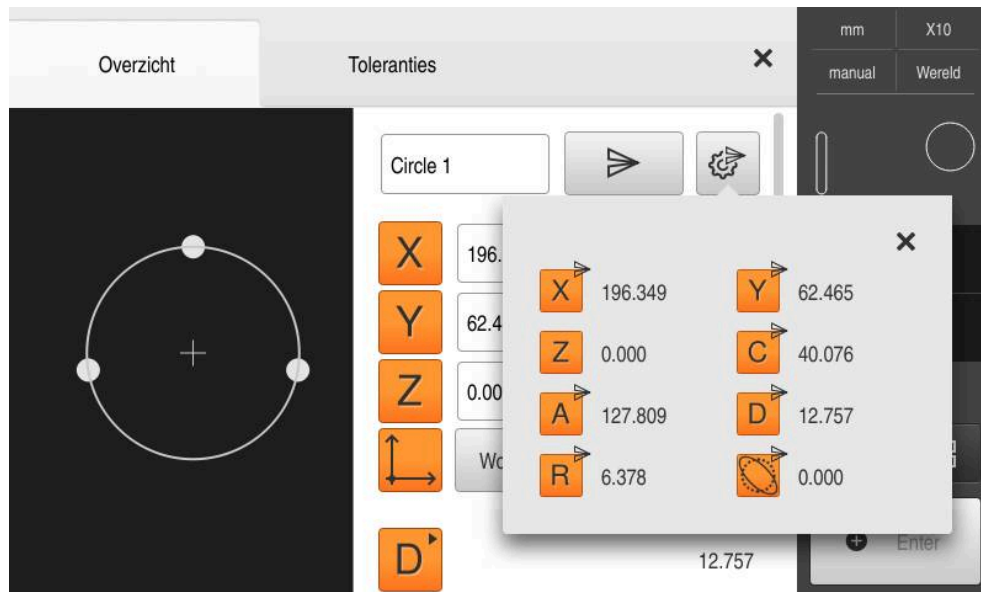 Overzicht
Toleranties
mm
X10
manual
Wereld
Circle 1
X
196.
Y
62.4
Z
0.00
Wo
X 196.349
Y 62.465
Z 0.000
C 40.076
A 127.809
D 12.757
R 6.378
0.000
D
12.757
Enter